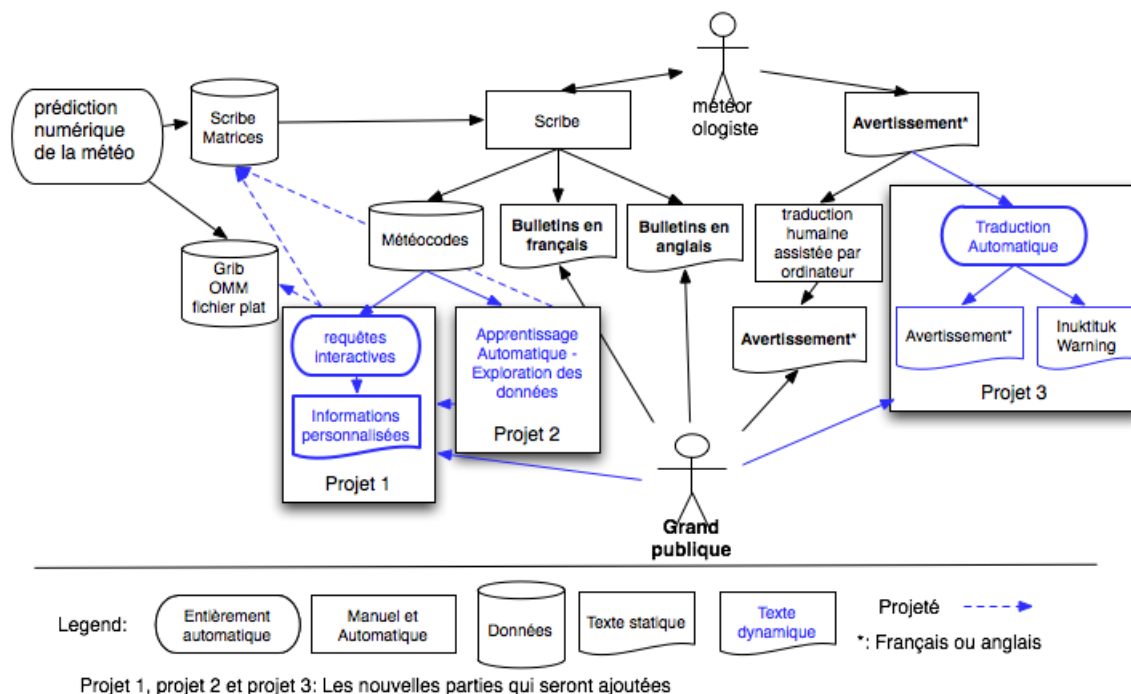 prédiction
numérique
de la météo
Scribe
Matrices
Scribe
météor
ologiste
Avertissement*
Grib
OMM
fichier plat
Météocodes
Bulletins en
français
Bulletins en
anglais
traduction
humaine
assistée par
ordinateur
Traduction
Automatique
Avertissement*
Avertissement*
Inuktituk
Warning
Projet 3
requêtes
interactives
Informations
personnalisées
Projet 1
Apprentissage
Automatique -
Exploration des
données
Projet 2
Grand
publique
Legend:
Entièrement
automatique
Manuel et
Automatique
Données
Texte statique
Texte
dynamique
Projeté
*: Français ou anglais
Projet 1, projet 2 et projet 3: Les nouvelles parties qui seront ajoutées